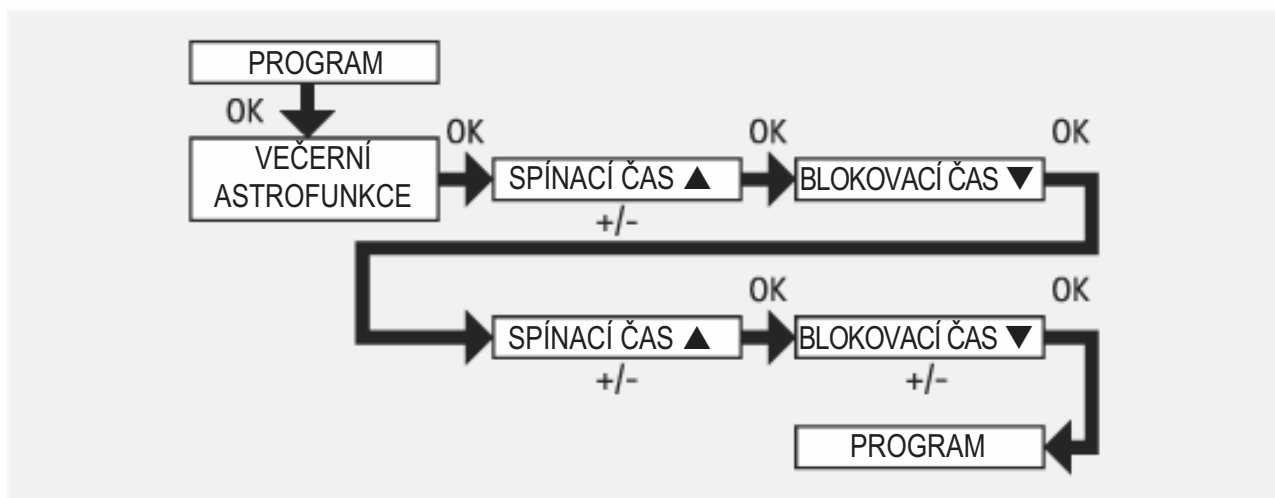 PROGRAM
OK
VEČERNÍ
ASTROFUNKCE
OK
SPÍNACÍ ČAS ▲
+/-
OK
BLOKOVACÍ ČAS ▼
OK
SPÍNACÍ ČAS ▲
+/-
OK
BLOKOVACÍ ČAS ▼
+/-
OK
PROGRAM